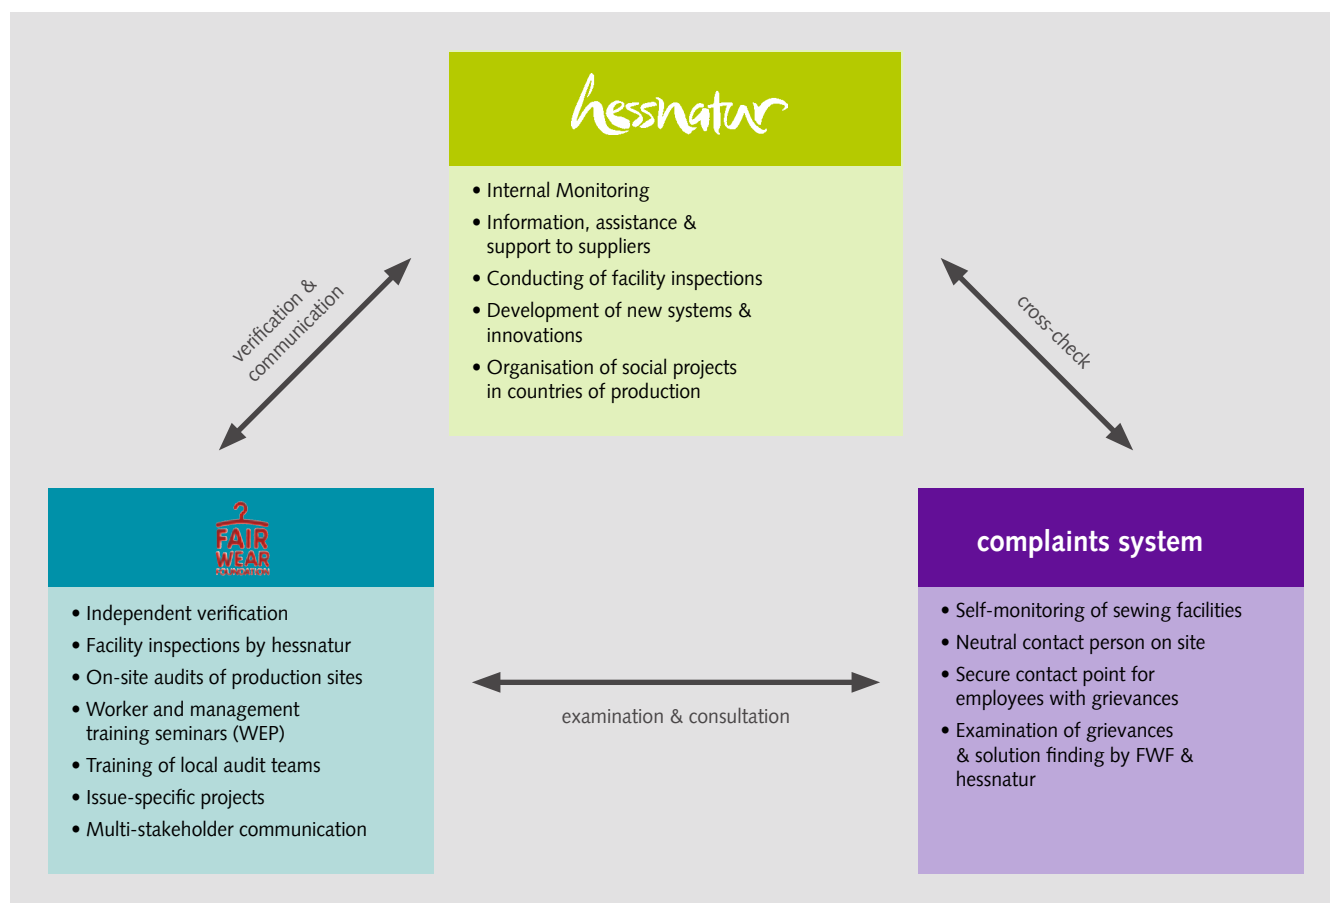 hessnatur
• Internal Monitoring
• Information, assistance &
support to suppliers
• Conducting of facility inspections
• Development of new systems &
innovations
• Organisation of social projects
in countries of production
verification &
communication
cross-check
FAIR
WEAR
FOUNDATION
• Independent verification
• Facility inspections by hessnatur
• On-site audits of production sites
• Worker and management
training seminars (WEP)
• Training of local audit teams
• Issue-specific projects
• Multi-stakeholder communication
examination & consultation
complaints system
• Self-monitoring of sewing facilities
• Neutral contact person on site
• Secure contact point for
employees with grievances
• Examination of grievances
& solution finding by FWF &
hessnatur